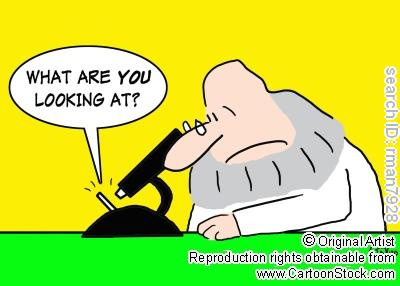 WHAT ARE YOU
LOOKING AT?
search ID: rman7928
© Original Artist
Reproduction rights obtainable from
www.CartoonStock.com